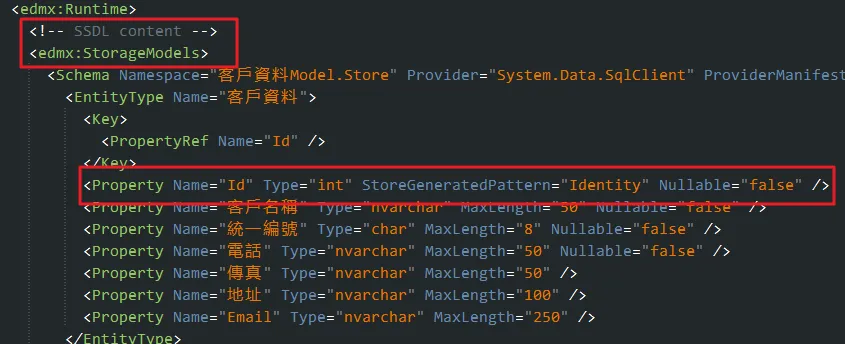 <edmx:Runtime>
<!-- SSDL content -->
<edmx:StorageModels>
<Schema Namespace="客戶資料Model.Store" Provider="System.Data.SqlClient" ProviderManifest
<EntityType Name="客戶資料">
<Key>
<PropertyRef Name="Id" />
</Key>
<Property Name="Id" Type="int" StoreGeneratedPattern="Identity" Nullable="false" />
<Property Name="客戶名稱" Type="nvarchar" MaxLength="50" Nullable="false" />
<Property Name="統一編號" Type="char" MaxLength="8" Nullable="false" />
<Property Name="電話" Type="nvarchar" MaxLength="50" Nullable="false" />
<Property Name="傳真" Type="nvarchar" MaxLength="50" />
<Property Name="地址" Type="nvarchar" MaxLength="100" />
<Property Name="Email" Type="nvarchar" MaxLength="250" />
</EntityType>